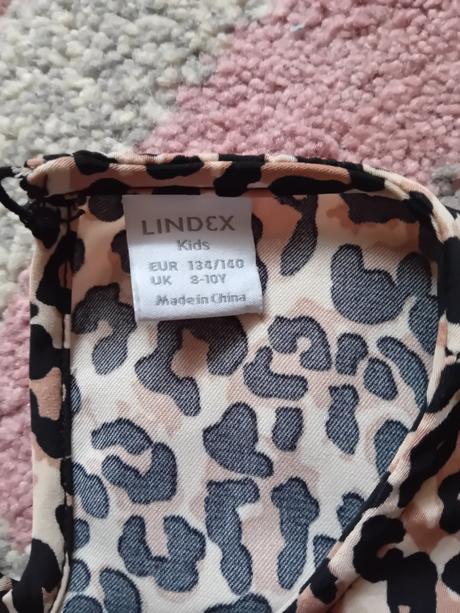 LINDEX
Kids
EUR 134/140
UK 8-10Y
Made in China